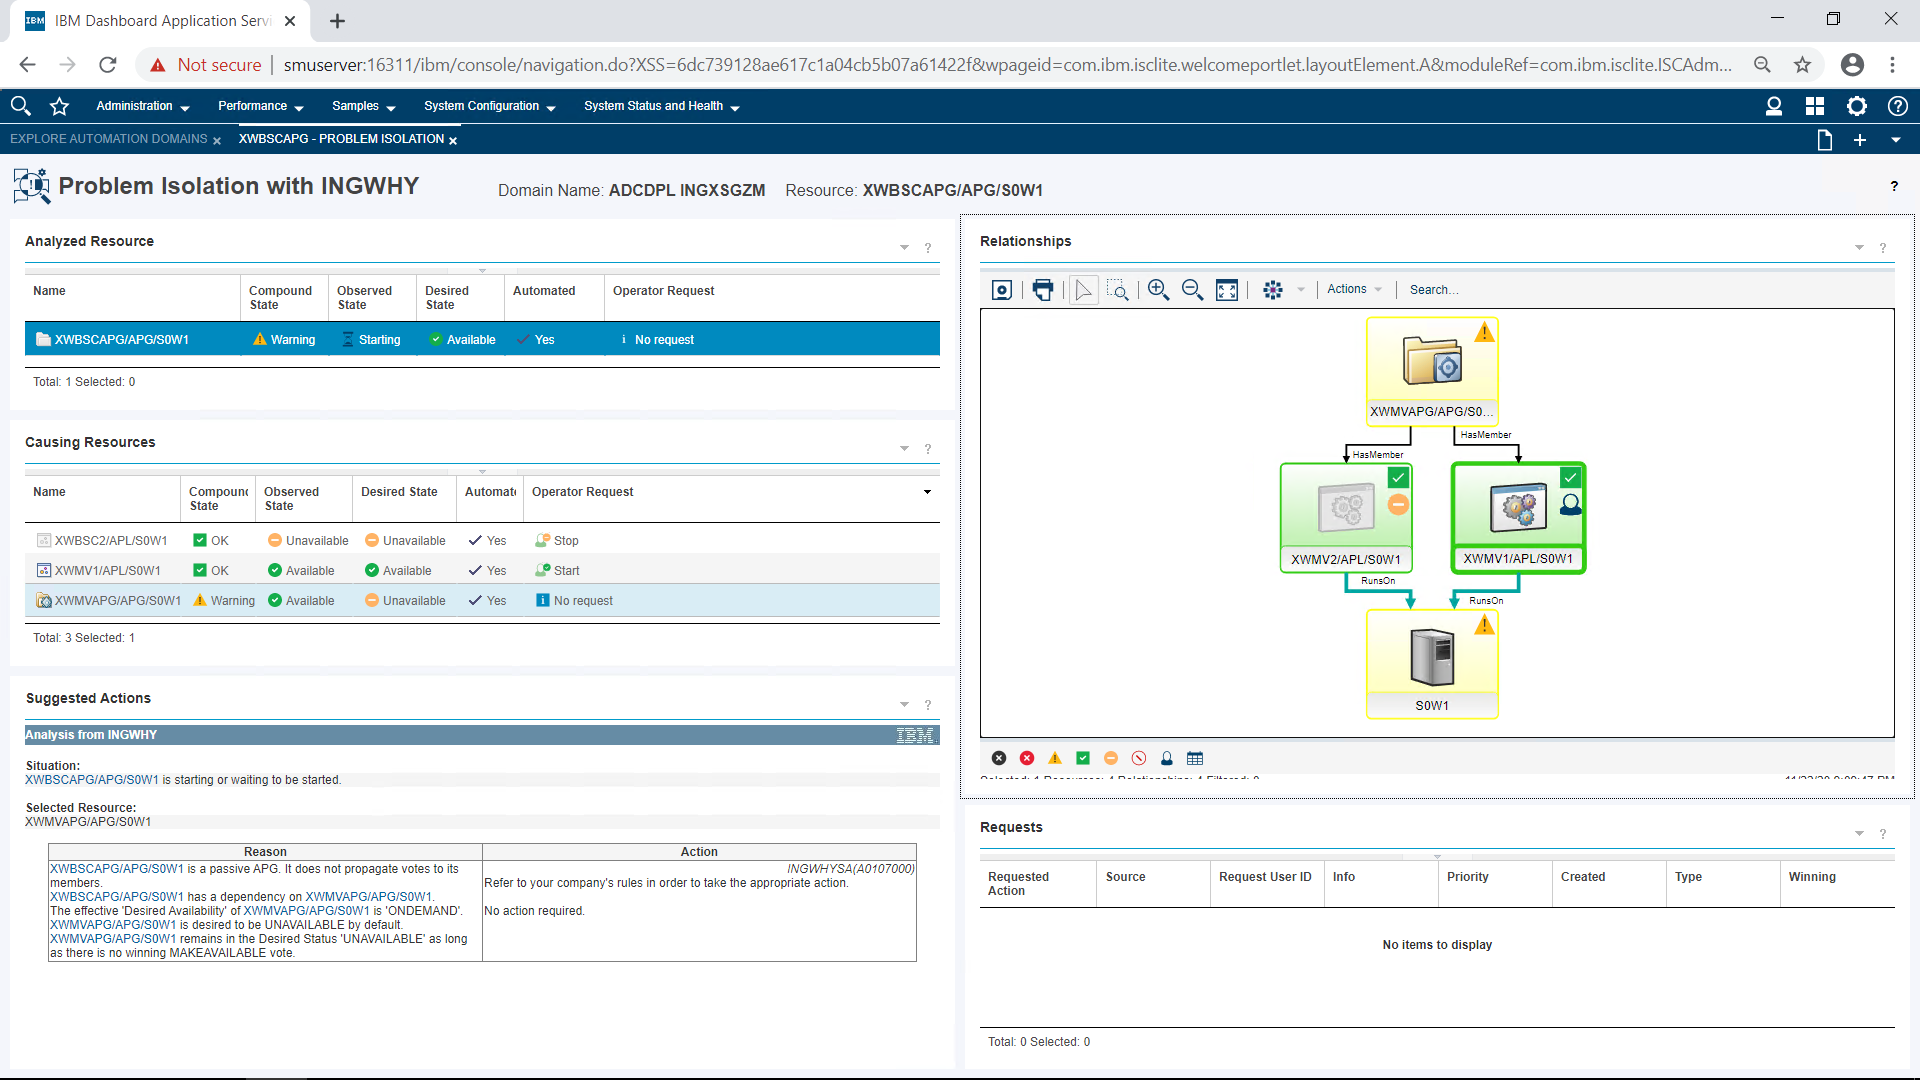 IBM Dashboard Application Servi
Not secure
smuserver:16311/ibm/console/navigation.do?XSS=6dc739128ae617c1a04cb5b07a61422f&wpageid=com.ibm.isclite.welcomeportlet.layoutElement.A&moduleRef=com.ibm.isclite.ISCAdm...
Administration Performance Samples System Configuration System Status and Health
EXPLORE AUTOMATION DOMAINS XWBSCAPG - PROBLEM ISOLATION
Problem Isolation with INGWHY
Domain Name: ADCDPL INGXSGZM Resource: XWBSCAPG/APG/S0W1 ?
Analyzed Resource ?
Name Compound State Observed State Desired State Automated Operator Request
XWBSCAPG/APG/S0W1 Warning Starting Available Yes No request
Total: 1 Selected: 0
Causing Resources ?
Name Compound State Observed State Desired State Automate Operator Request
XWBSC2/APL/S0W1 OK Unavailable Unavailable Yes Stop
XWMV1/APL/S0W1 OK Available Available Yes Start
XWMVAPG/APG/S0W1 Warning Available Unavailable Yes No request
Total: 3 Selected: 1
Suggested Actions ?
Analysis from INGWHY IBM.
Situation:
XWBSCAPG/APG/S0W1 is starting or waiting to be started.
Selected Resource:
XWMVAPG/APG/S0W1
Reason
XWBSCAPG/APG/S0W1 is a passive APG. It does not propagate votes to its
members.
XWBSCAPG/APG/S0W1 has a dependency on XWMVAPG/APG/S0W1.
The effective 'Desired Availability' of XWMVAPG/APG/S0W1 is 'ONDEMAND'.
XWMVAPG/APG/S0W1 is desired to be UNAVAILABLE by default.
XWMVAPG/APG/S0W1 remains in the Desired Status 'UNAVAILABLE' as long
as there is no winning MAKEAVAILABLE vote.
Action
INGWHYSA(A0107000)
Refer to your company's rules in order to take the appropriate action.
No action required.
Relationships ?
Actions Search...
XWMVAPG/APG/S0...
HasMember
HasMember
XWMV2/APL/S0W1
XWMV1/APL/S0W1
RunsOn
RunsOn
S0W1
Requests ?
Requested Action Source Request User ID Info Priority Created Type Winning
No items to display
Total: 0 Selected: 0